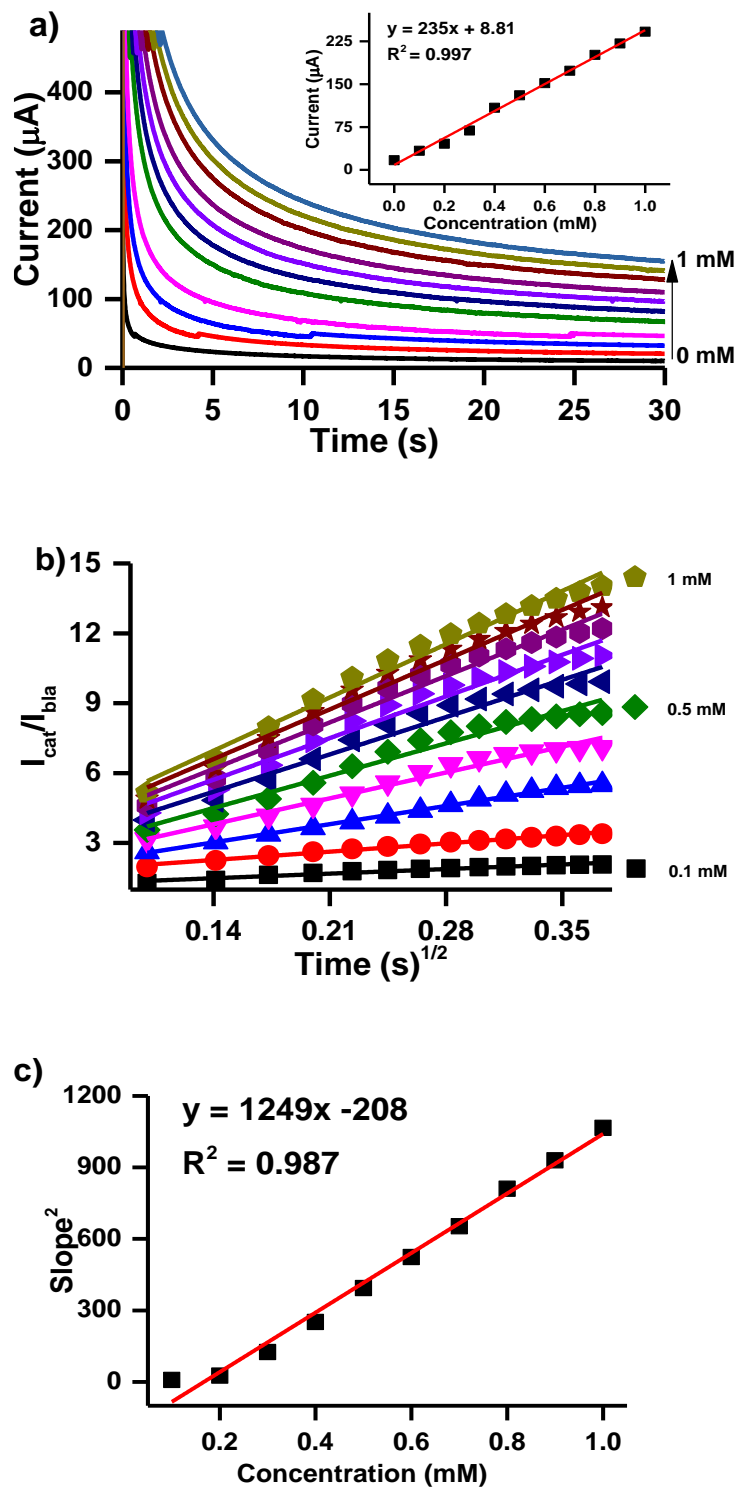 a)
y = 235x + 8.81
R² = 0.997
Current (μA)
225
150
75
0
0.0 0.2 0.4 0.6 0.8 1.0
Concentration (mM)
Current (μA)
400
300
200
100
0
1 mM
0 mM
0 5 10 15 20 25 30
Time (s)
b)
I_cat/I_bla
15
12
9
6
3
1 mM
0.5 mM
0.1 mM
0.14 0.21 0.28 0.35
Time (s)^1/2
c)
y = 1249x -208
R² = 0.987
Slope²
1200
900
600
300
0
0.2 0.4 0.6 0.8 1.0
Concentration (mM)